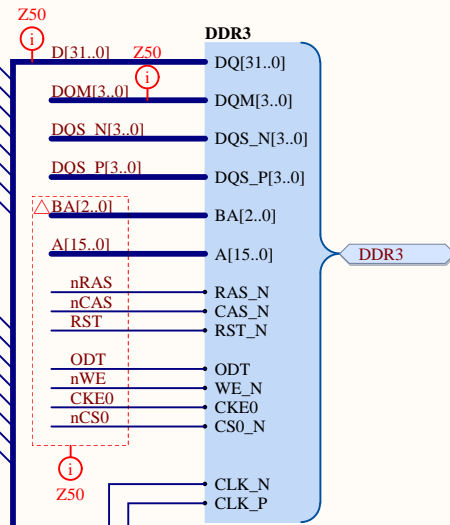 Z50
i
DDR3
D[31..0]
Z50
i
DQ[31..0]
DQM[3..0]
DQM[3..0]
DQS_N[3..0]
DQS_N[3..0]
DQS_P[3..0]
DQS_P[3..0]
BA[2..0]
BA[2..0]
A[15..0]
A[15..0]
DDR3
nRAS
RAS_N
nCAS
CAS_N
RST
RST_N
ODT
ODT
nWE
WE_N
CKE0
CKE0
nCS0
CS0_N
i
Z50
CLK_N
CLK_P